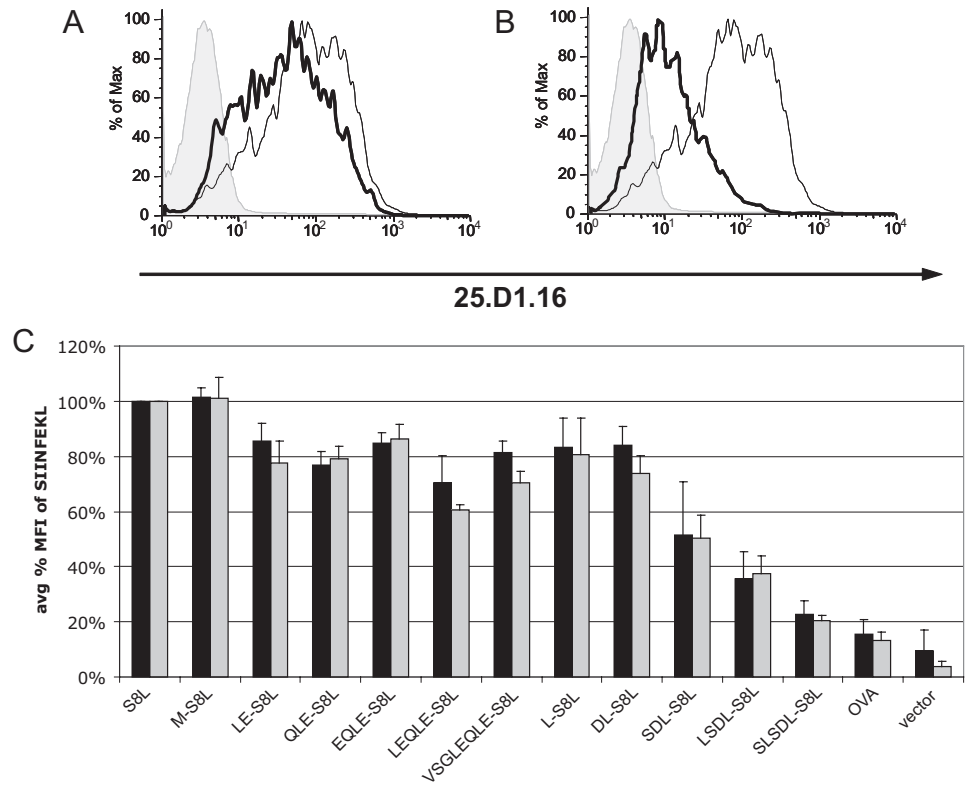 A
B
100
80
60
40
20
0
% of Max
10^0 10^1 10^2 10^3 10^4
100
80
60
40
20
0
% of Max
10^0 10^1 10^2 10^3 10^4
25.D1.16
C
120%
100%
80%
60%
40%
20%
0%
avg % MFI of SIINFEKL
S8L
M-S8L
LE-S8L
QLE-S8L
EQLE-S8L
LEQLE-S8L
VSGLEQLE-S8L
L-S8L
DL-S8L
SDL-S8L
LSDL-S8L
SLSDL-S8L
OVA
vector